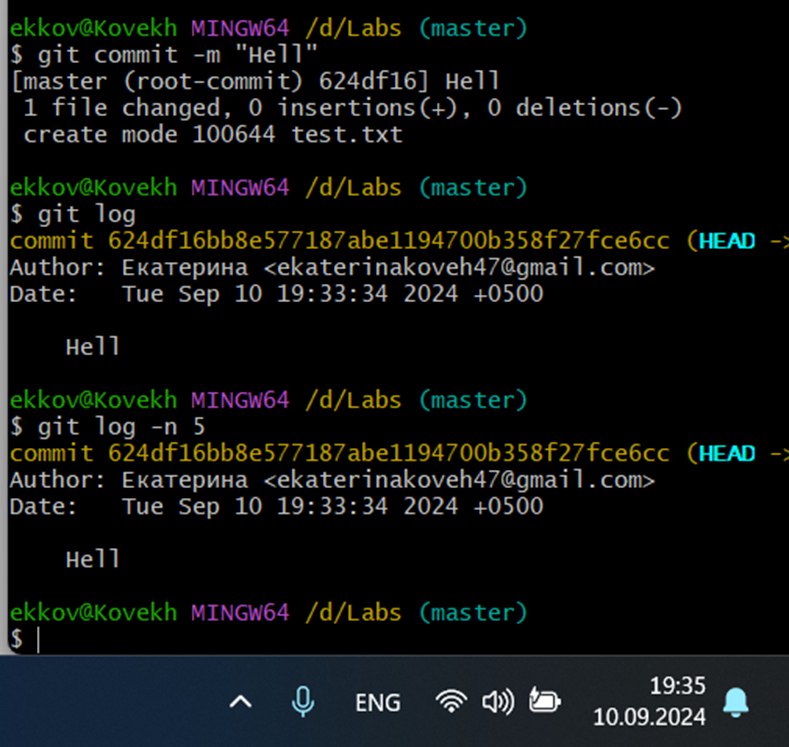 ekkov@Kovekh MINGW64 /d/Labs (master)
$ git commit -m "Hell"
[master (root-commit) 624df16] Hell
 1 file changed, 0 insertions(+), 0 deletions(-)
 create mode 100644 test.txt

ekkov@Kovekh MINGW64 /d/Labs (master)
$ git log
commit 624df16bb8e577187abe1194700b358f27fce6cc (HEAD ->
Author: Екатерина <ekaterinakoveh47@gmail.com>
Date:   Tue Sep 10 19:33:34 2024 +0500

    Hell

ekkov@Kovekh MINGW64 /d/Labs (master)
$ git log -n 5
commit 624df16bb8e577187abe1194700b358f27fce6cc (HEAD ->
Author: Екатерина <ekaterinakoveh47@gmail.com>
Date:   Tue Sep 10 19:33:34 2024 +0500

    Hell

ekkov@Kovekh MINGW64 /d/Labs (master)
$
ENG
19:35
10.09.2024